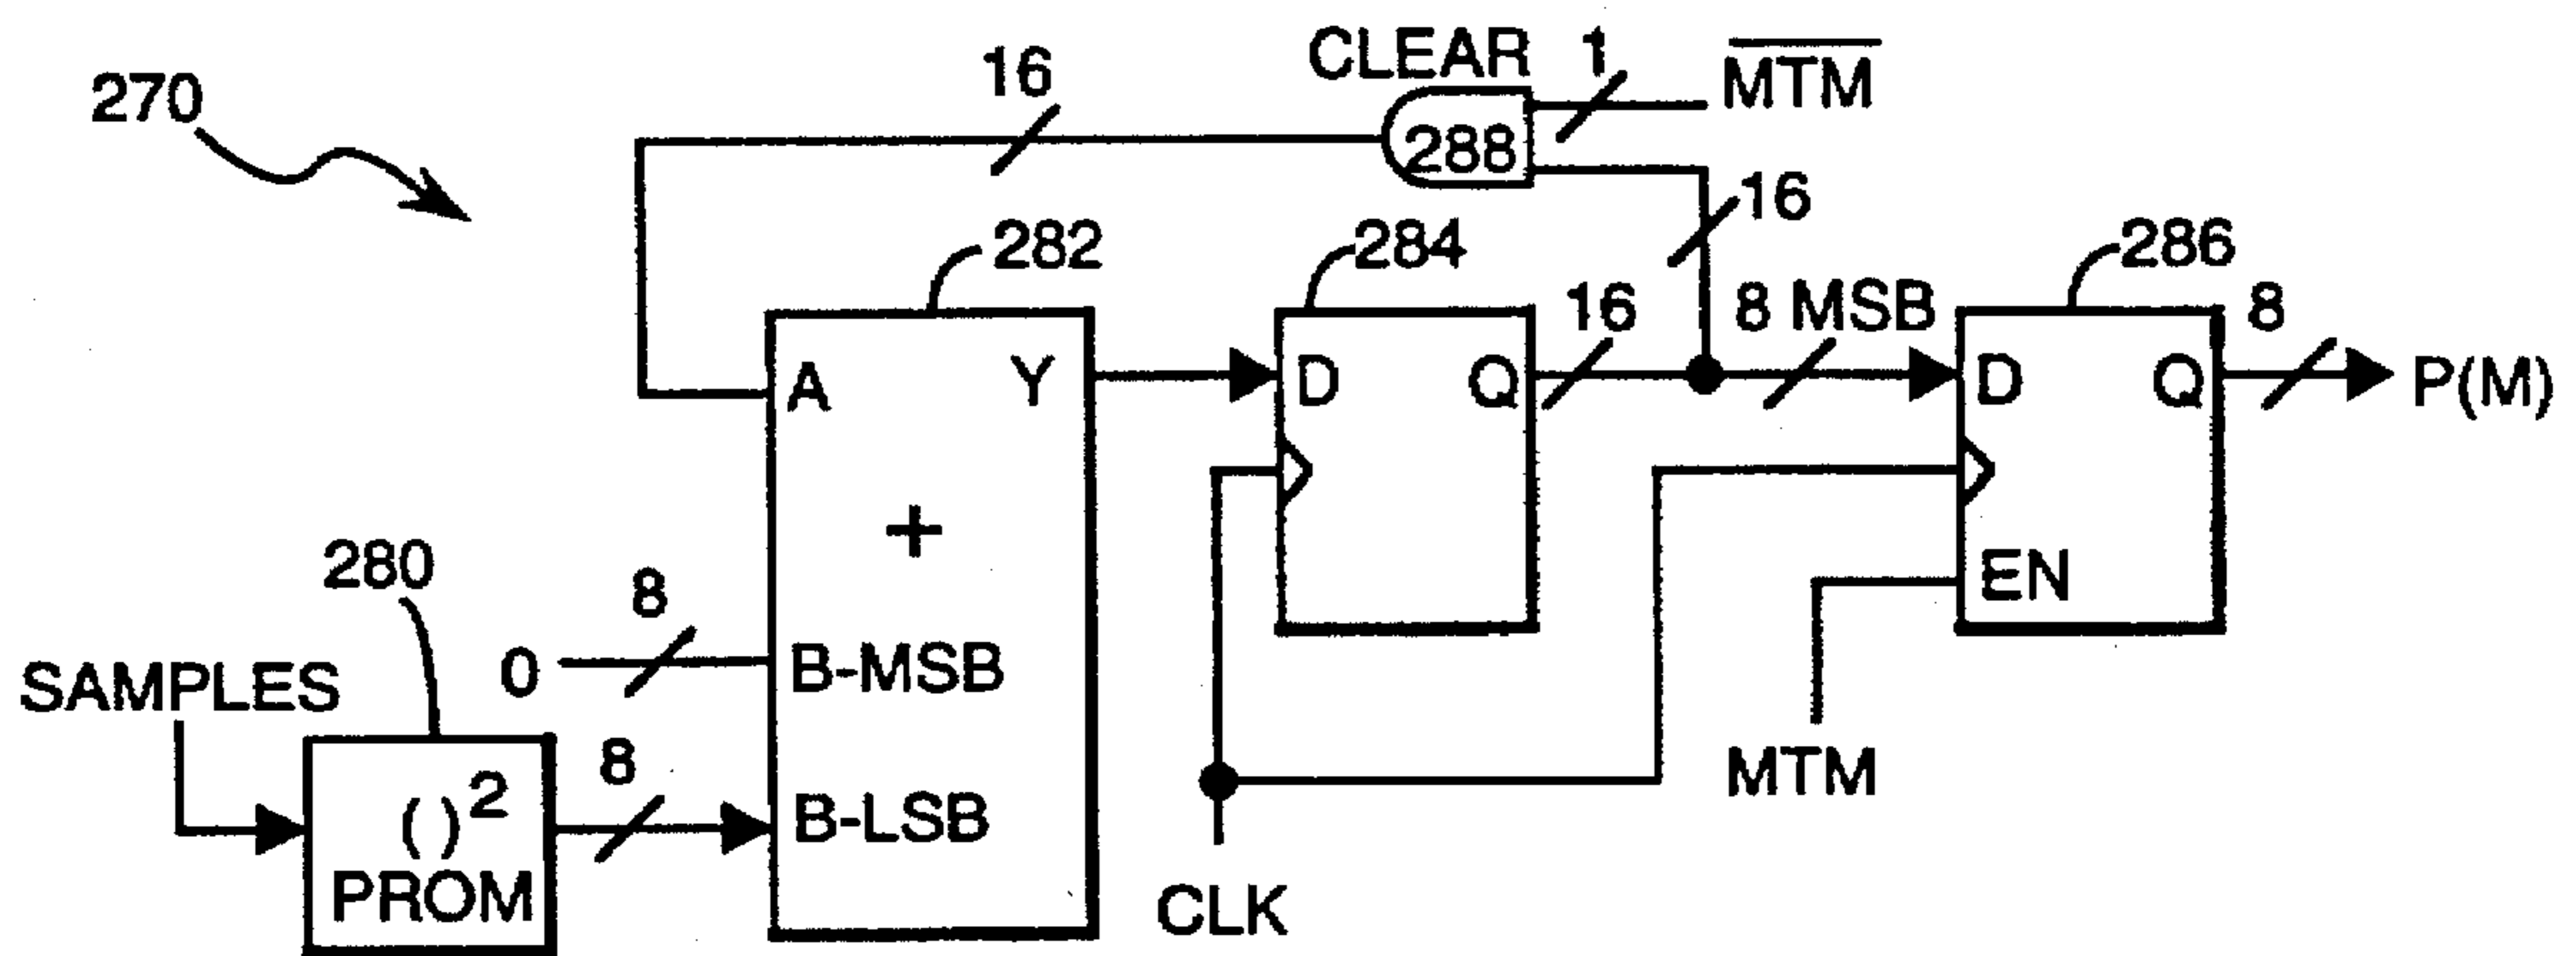 CLEAR 1 MTM
16
270
288
16
282
284
286
16
8 MSB
8
A
Y
D
Q
D
Q
P(M)
+
280
8
EN
SAMPLES
0
B-MSB
MTM
( )²
PROM
8
B-LSB
CLK